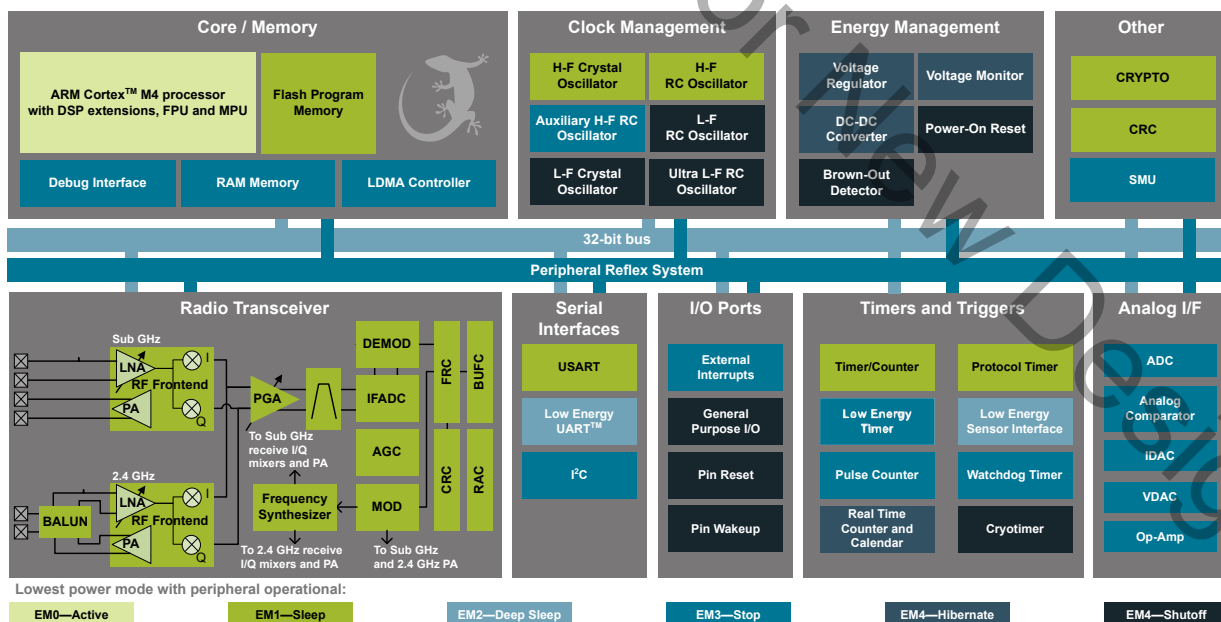 Core / Memory
ARM Cortex™ M4 processor
with DSP extensions, FPU and MPU
Flash Program
Memory
Debug Interface
RAM Memory
LDMA Controller
Clock Management
H-F Crystal
Oscillator
H-F
RC Oscillator
Auxiliary H-F RC
Oscillator
L-F
RC Oscillator
L-F Crystal
Oscillator
Ultra L-F RC
Oscillator
Energy Management
Voltage
Regulator
Voltage Monitor
DC-DC
Converter
Power-On Reset
Brown-Out
Detector
Other
CRYPTO
CRC
SMU
32-bit bus
Peripheral Reflex System
Radio Transceiver
Sub GHz
LNA
RF Frontend
PA
I
Q
2.4 GHz
BALUN
LNA
RF Frontend
PA
I
Q
PGA
To Sub GHz
receive I/Q
mixers and PA
Frequency
Synthesizer
To 2.4 GHz receive
I/Q mixers and PA
DEMOD
IFADC
AGC
MOD
To Sub GHz
and 2.4 GHz PA
FRC
BUFC
CRC
RAC
Serial
Interfaces
USART
Low Energy
UART™
I²C
I/O Ports
External
Interrupts
General
Purpose I/O
Pin Reset
Pin Wakeup
Timers and Triggers
Timer/Counter
Protocol Timer
Low Energy
Timer
Low Energy
Sensor Interface
Pulse Counter
Watchdog Timer
Real Time
Counter and
Calendar
Cryotimer
Analog I/F
ADC
Analog
Comparator
IDAC
VDAC
Op-Amp
Lowest power mode with peripheral operational:
EM0—Active
EM1—Sleep
EM2—Deep Sleep
EM3—Stop
EM4—Hibernate
EM4—Shutoff
or New Desig